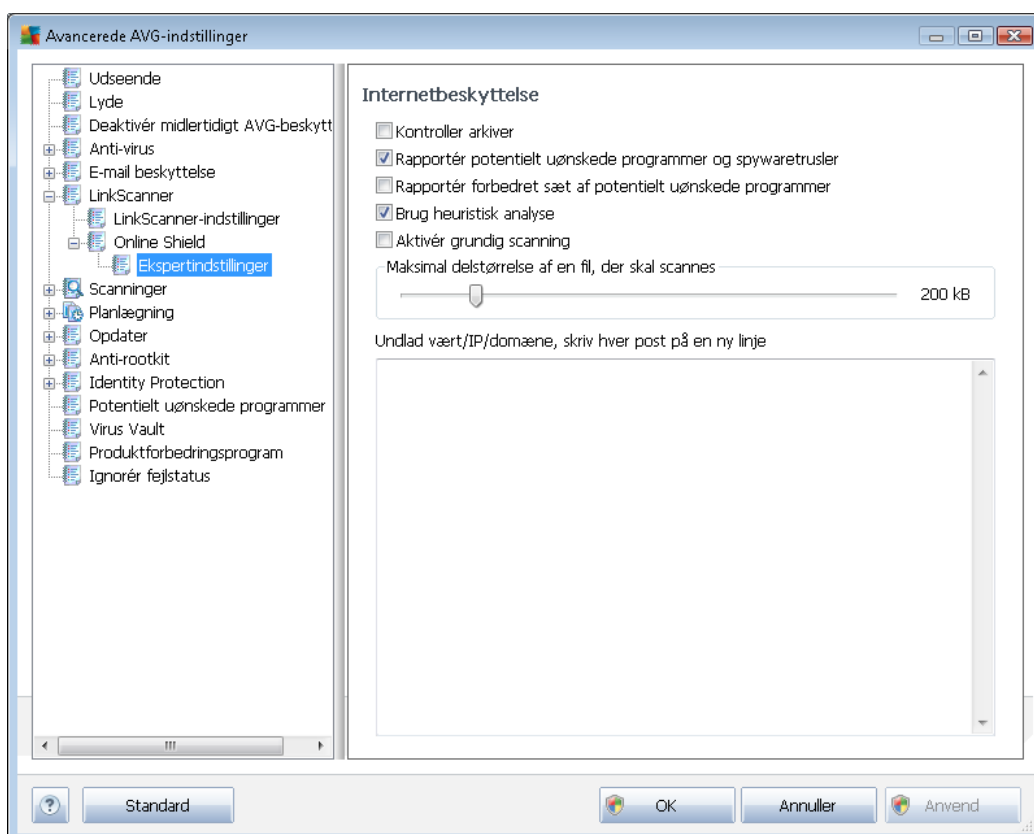 Avancerede AVG-indstillinger
Udseende
Lyde
Deaktivér midlertidigt AVG-beskytt
Anti-virus
E-mail beskyttelse
LinkScanner
LinkScanner-indstillinger
Online Shield
Ekspertindstillinger
Scanninger
Planlægning
Opdater
Anti-rootkit
Identity Protection
Potentielt uønskede programmer
Virus Vault
Produktforbedringsprogram
Ignorér fejlstatus
Internetbeskyttelse
Kontroller arkiver
Rapportér potentielt uønskede programmer og spywaretrusler
Rapportér forbedret sæt af potentielt uønskede programmer
Brug heuristisk analyse
Aktivér grundig scanning
Maksimal delstørrelse af en fil, der skal scannes
200 kB
Undlad vært/IP/domæne, skriv hver post på en ny linje
? Standard OK Annuller Anvend